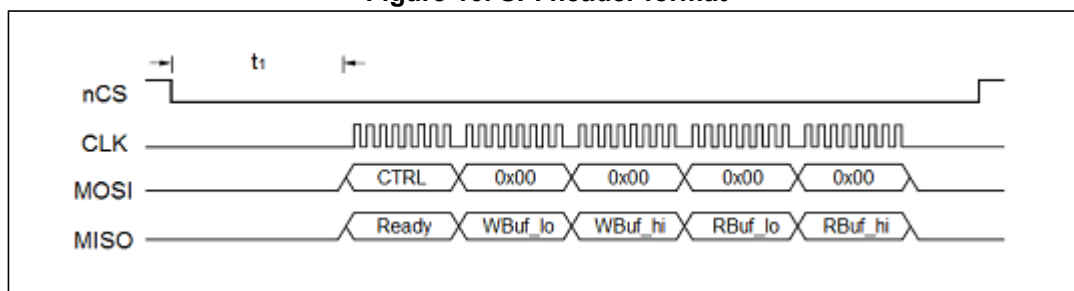 t1
nCS
CLK
MOSI CTRL 0x00 0x00 0x00 0x00
MISO Ready WBuf_lo WBuf_hi RBuf_lo RBuf_hi